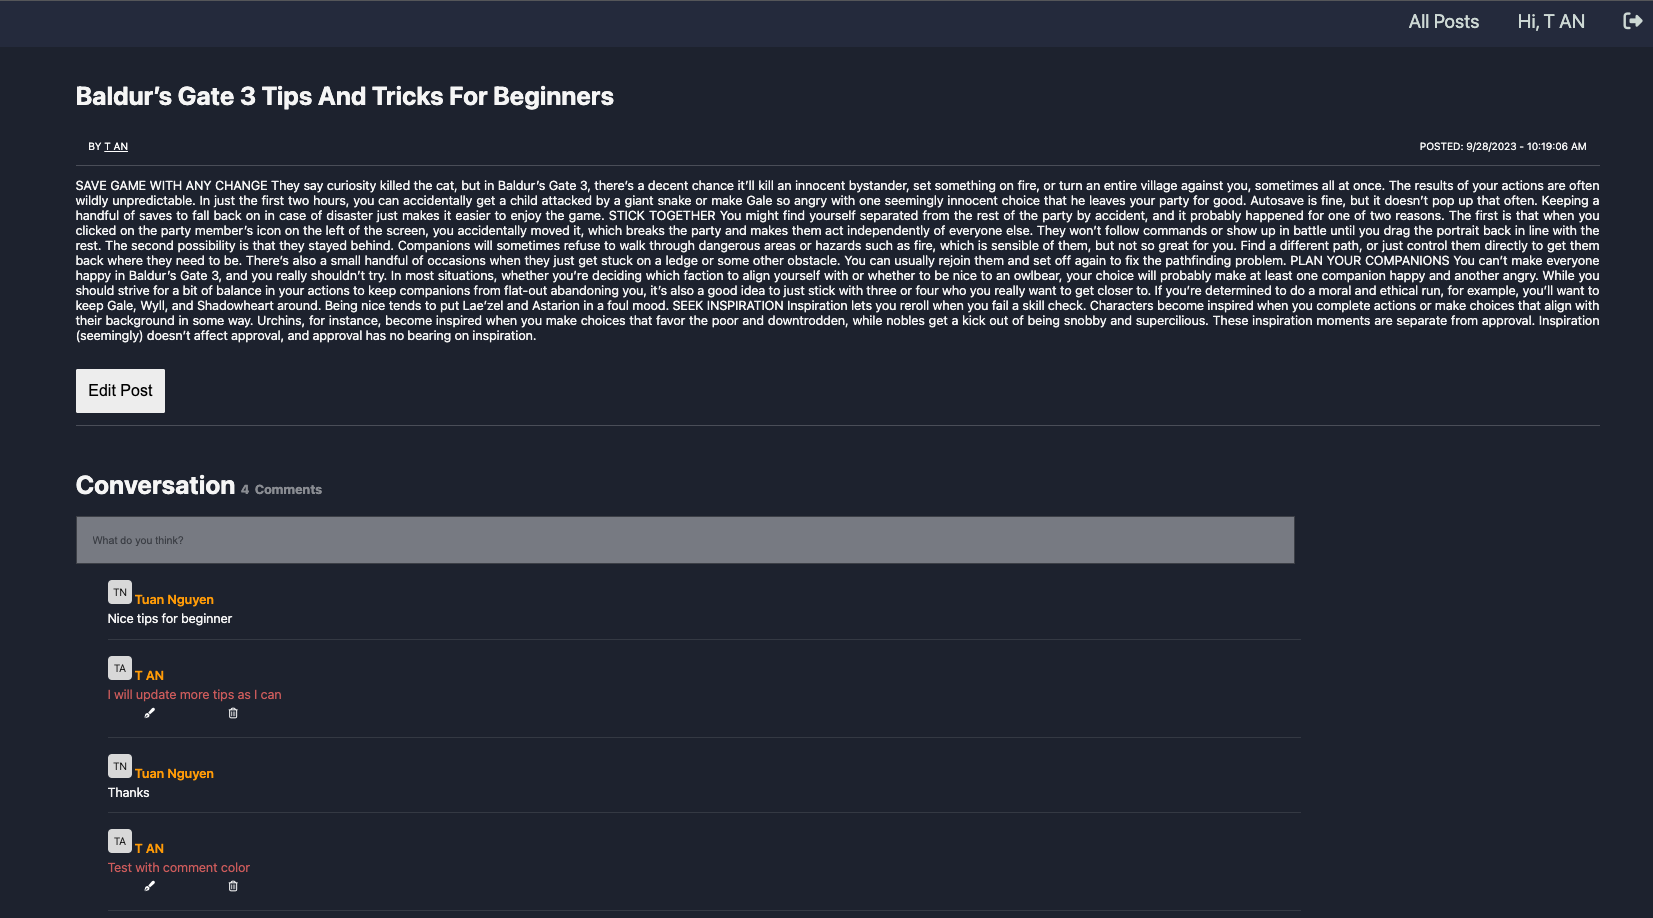 All Posts Hi, T AN
Baldur’s Gate 3 Tips And Tricks For Beginners
BY T AN POSTED: 9/28/2023 - 10:19:06 AM
SAVE GAME WITH ANY CHANGE They say curiosity killed the cat, but in Baldur’s Gate 3, there’s a decent chance it’ll kill an innocent bystander, set something on fire, or turn an entire village against you, sometimes all at once. The results of your actions are often
wildly unpredictable. In just the first two hours, you can accidentally get a child attacked by a giant snake or make Gale so angry with one seemingly innocent choice that he leaves your party for good. Autosave is fine, but it doesn’t pop up that often. Keeping a
handful of saves to fall back on in case of disaster just makes it easier to enjoy the game. STICK TOGETHER You might find yourself separated from the rest of the party by accident, and it probably happened for one of two reasons. The first is that when you
clicked on the party member’s icon on the left of the screen, you accidentally moved it, which breaks the party and makes them act independently of everyone else. They won’t follow commands or show up in battle until you drag the portrait back in line with the
rest. The second possibility is that they stayed behind. Companions will sometimes refuse to walk through dangerous areas or hazards such as fire, which is sensible of them, but not so great for you. Find a different path, or just control them directly to get them
back where they need to be. There’s also a small handful of occasions when they just get stuck on a ledge or some other obstacle. You can usually rejoin them and set off again to fix the pathfinding problem. PLAN YOUR COMPANIONS You can’t make everyone
happy in Baldur’s Gate 3, and you really shouldn’t try. In most situations, whether you’re deciding which faction to align yourself with or whether to be nice to an owlbear, your choice will probably make at least one companion happy and another angry. While you
should strive for a bit of balance in your actions to keep companions from flat-out abandoning you, it’s also a good idea to just stick with three or four who you really want to get closer to. If you’re determined to do a moral and ethical run, for example, you’ll want to
keep Gale, Wyll, and Shadowheart around. Being nice tends to put Lae’zel and Astarion in a foul mood. SEEK INSPIRATION Inspiration lets you reroll when you fail a skill check. Characters become inspired when you complete actions or make choices that align with
their background in some way. Urchins, for instance, become inspired when you make choices that favor the poor and downtrodden, while nobles get a kick out of being snobby and supercilious. These inspiration moments are separate from approval. Inspiration
(seemingly) doesn’t affect approval, and approval has no bearing on inspiration.
Edit Post
Conversation 4 Comments
What do you think?
TN Tuan Nguyen
Nice tips for beginner
TA T AN
I will update more tips as I can
TN Tuan Nguyen
Thanks
TA T AN
Test with comment color